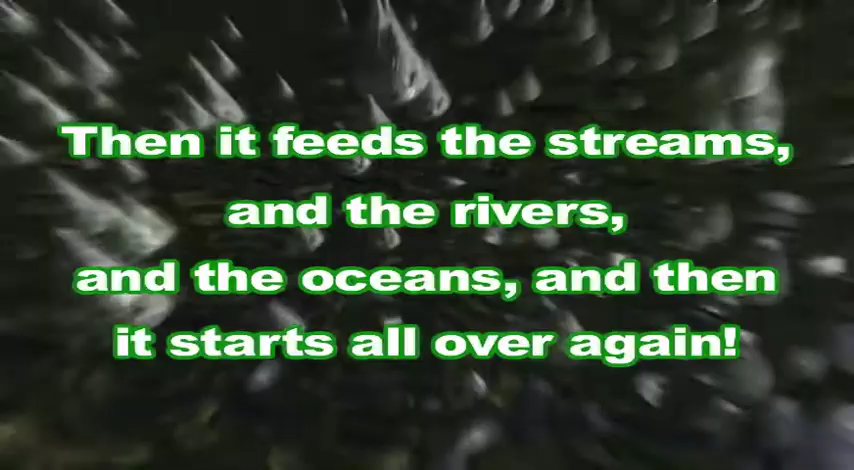 Then it feeds the streams,
and the rivers,
and the oceans, and then
it starts all over again!